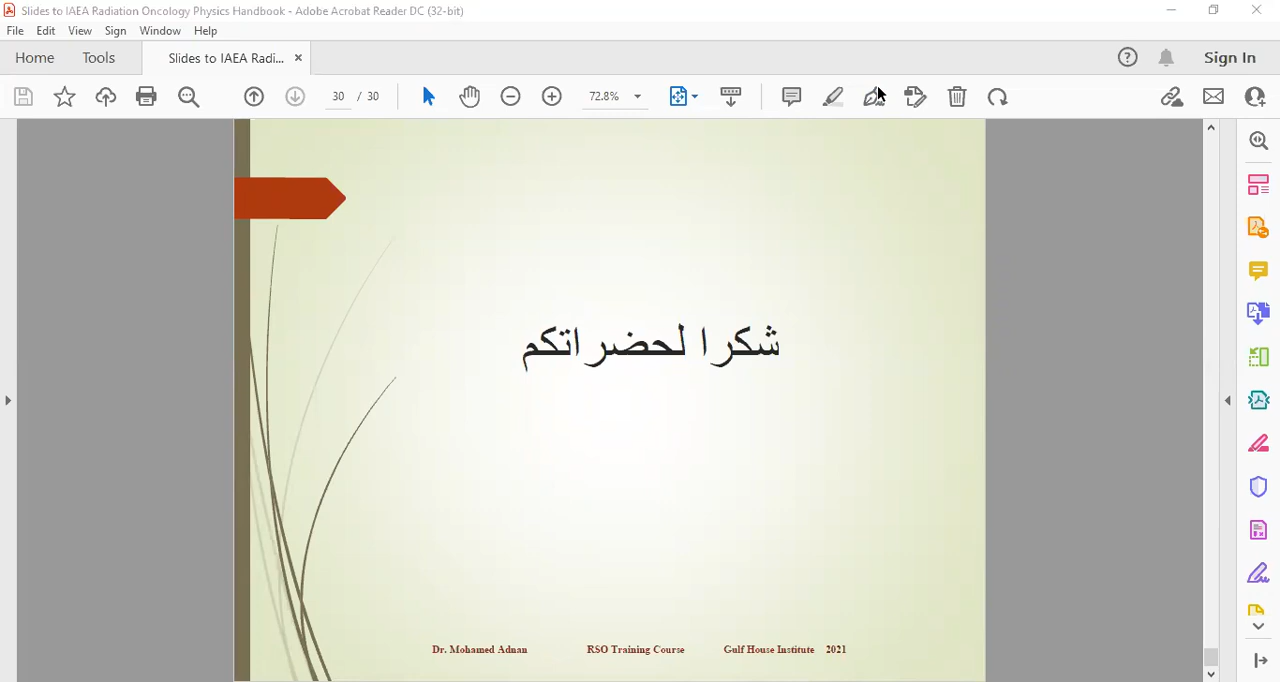 Slides to IAEA Radiation Oncology Physics Handbook - Adobe Acrobat Reader DC (32-bit)
File Edit View Sign Window Help
Home Tools Slides to IAEA Radi... × Sign In
30 / 30 72.8%
شكرا لحضراتكم
Dr. Mohamed Adnan RSO Training Course Gulf House Institute 2021